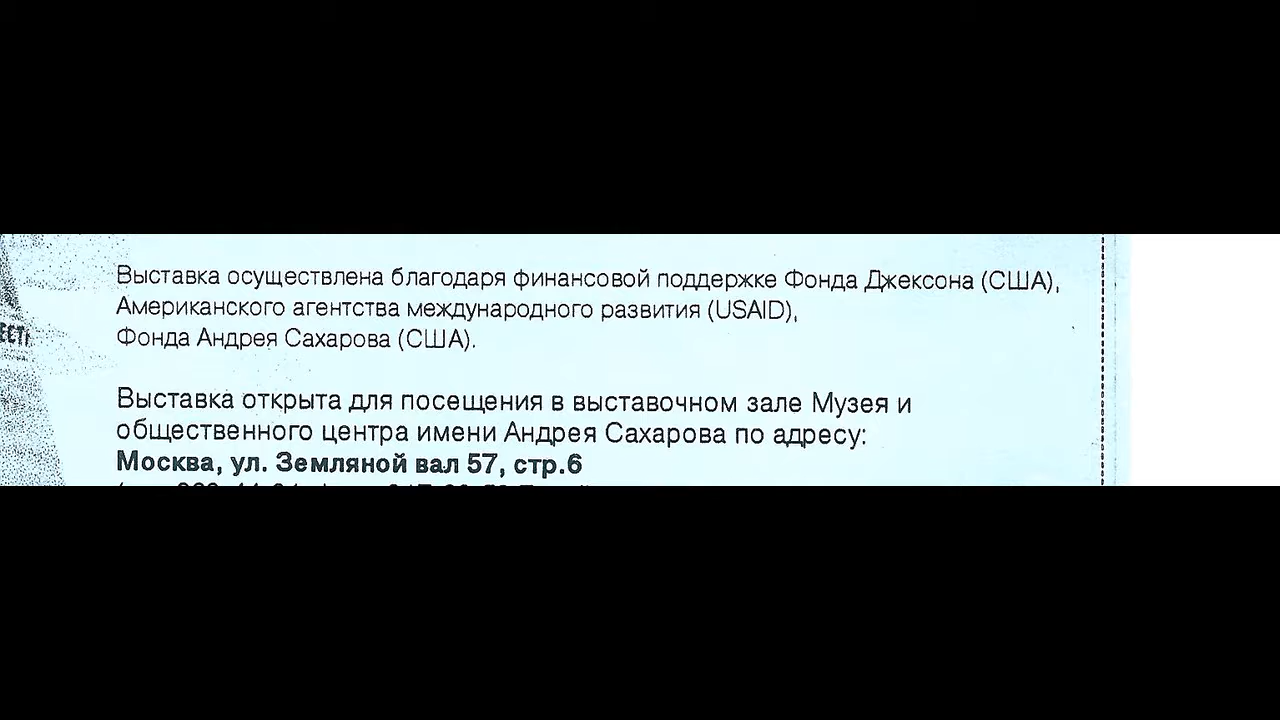 Выставка осуществлена благодаря финансовой поддержке Фонда Джексона (США),
Американского агентства международного развития (USAID),
Фонда Андрея Сахарова (США).
Выставка открыта для посещения в выставочном зале Музея и
общественного центра имени Андрея Сахарова по адресу:
Москва, ул. Земляной вал 57, стр.6